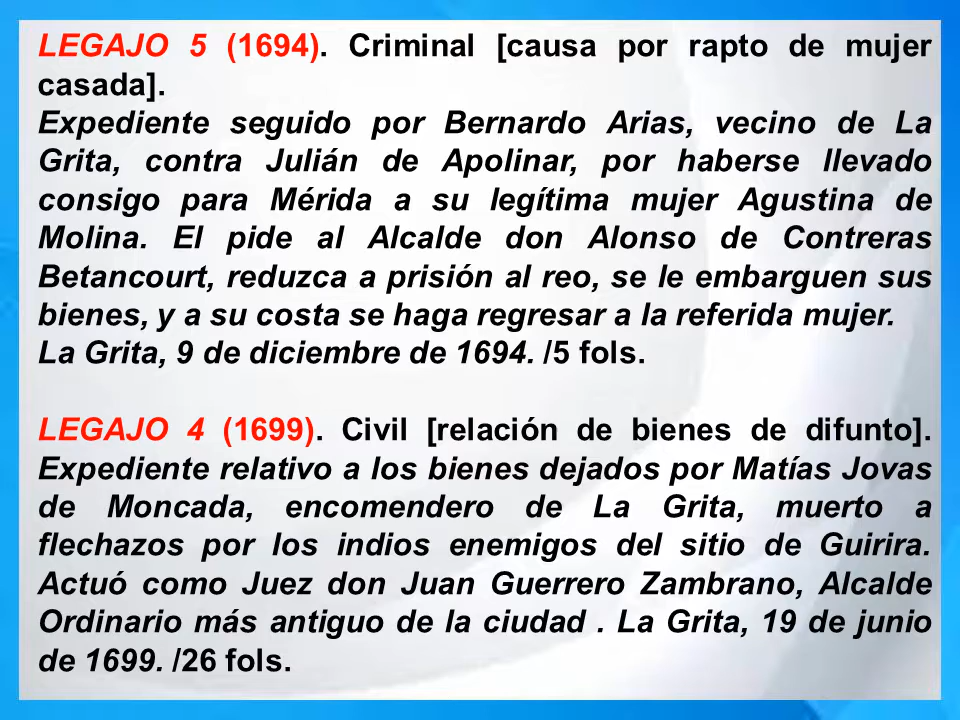 LEGAJO 5 (1694). Criminal [causa por rapto de mujer
casada].
Expediente seguido por Bernardo Arias, vecino de La
Grita, contra Julián de Apolinar, por haberse llevado
consigo para Mérida a su legítima mujer Agustina de
Molina. El pide al Alcalde don Alonso de Contreras
Betancourt, reduzca a prisión al reo, se le embarguen sus
bienes, y a su costa se haga regresar a la referida mujer.
La Grita, 9 de diciembre de 1694. /5 fols.

LEGAJO 4 (1699). Civil [relación de bienes de difunto].
Expediente relativo a los bienes dejados por Matías Jovas
de Moncada, encomendero de La Grita, muerto a
flechazos por los indios enemigos del sitio de Guirira.
Actuó como Juez don Juan Guerrero Zambrano, Alcalde
Ordinario más antiguo de la ciudad . La Grita, 19 de junio
de 1699. /26 fols.